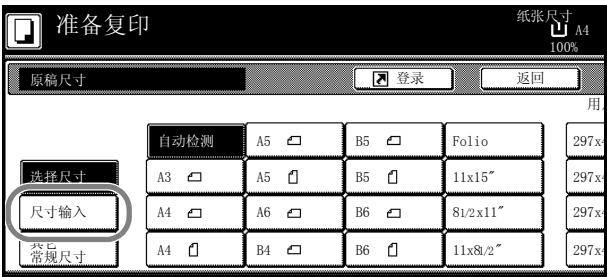 准备复印
纸张尺寸
A4
100%
原稿尺寸
登录
返回
用
自动检测 A5 B5 Folio 297x
选择尺寸 A3 A5 B5 11x15″ 297x
尺寸输入 A4 A6 B6 81/2x11″ 297x
其它
常规尺寸 A4 B4 B6 11x81/2″ 297x